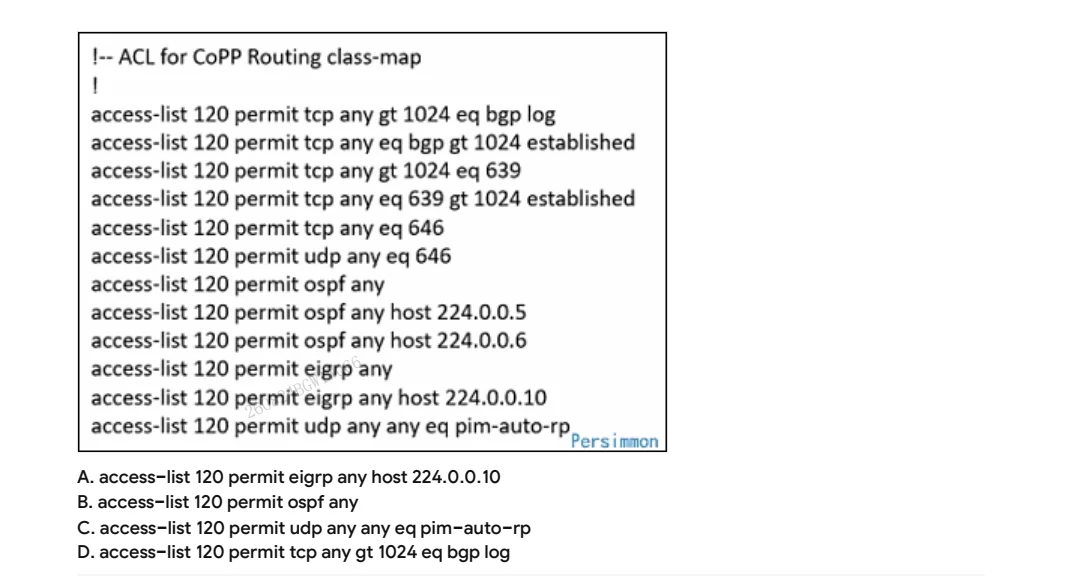 !-- ACL for CoPP Routing class-map
!
access-list 120 permit tcp any gt 1024 eq bgp log
access-list 120 permit tcp any eq bgp gt 1024 established
access-list 120 permit tcp any gt 1024 eq 639
access-list 120 permit tcp any eq 639 gt 1024 established
access-list 120 permit tcp any eq 646
access-list 120 permit udp any eq 646
access-list 120 permit ospf any
access-list 120 permit ospf any host 224.0.0.5
access-list 120 permit ospf any host 224.0.0.6
access-list 120 permit eigrp any
access-list 120 permit eigrp any host 224.0.0.10
access-list 120 permit udp any any eq pim-auto-rp
Persimmon
A. access-list 120 permit eigrp any host 224.0.0.10
B. access-list 120 permit ospf any
C. access-list 120 permit udp any any eq pim-auto-rp
D. access-list 120 permit tcp any gt 1024 eq bgp log